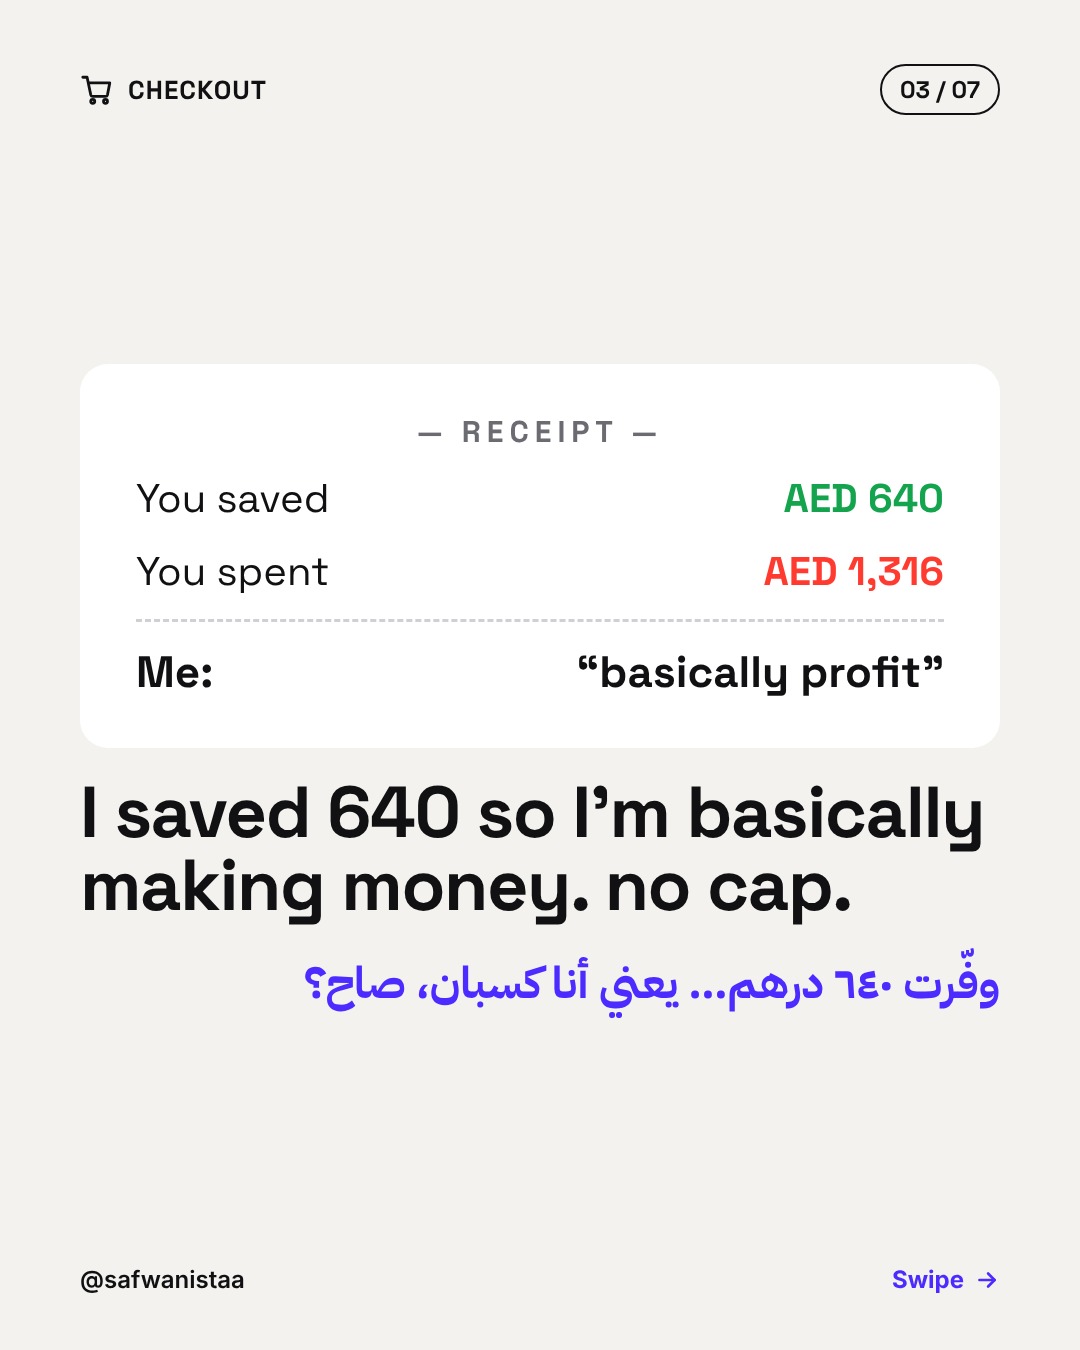 CHECKOUT
03 / 07
— RECEIPT —
You saved AED 640
You spent AED 1,316
Me: “basically profit”
I saved 640 so I’m basically
making money. no cap.
وفّرت ٦٤٠ درهم... يعني أنا كسبان، صاح؟
@safwanistaa
Swipe →